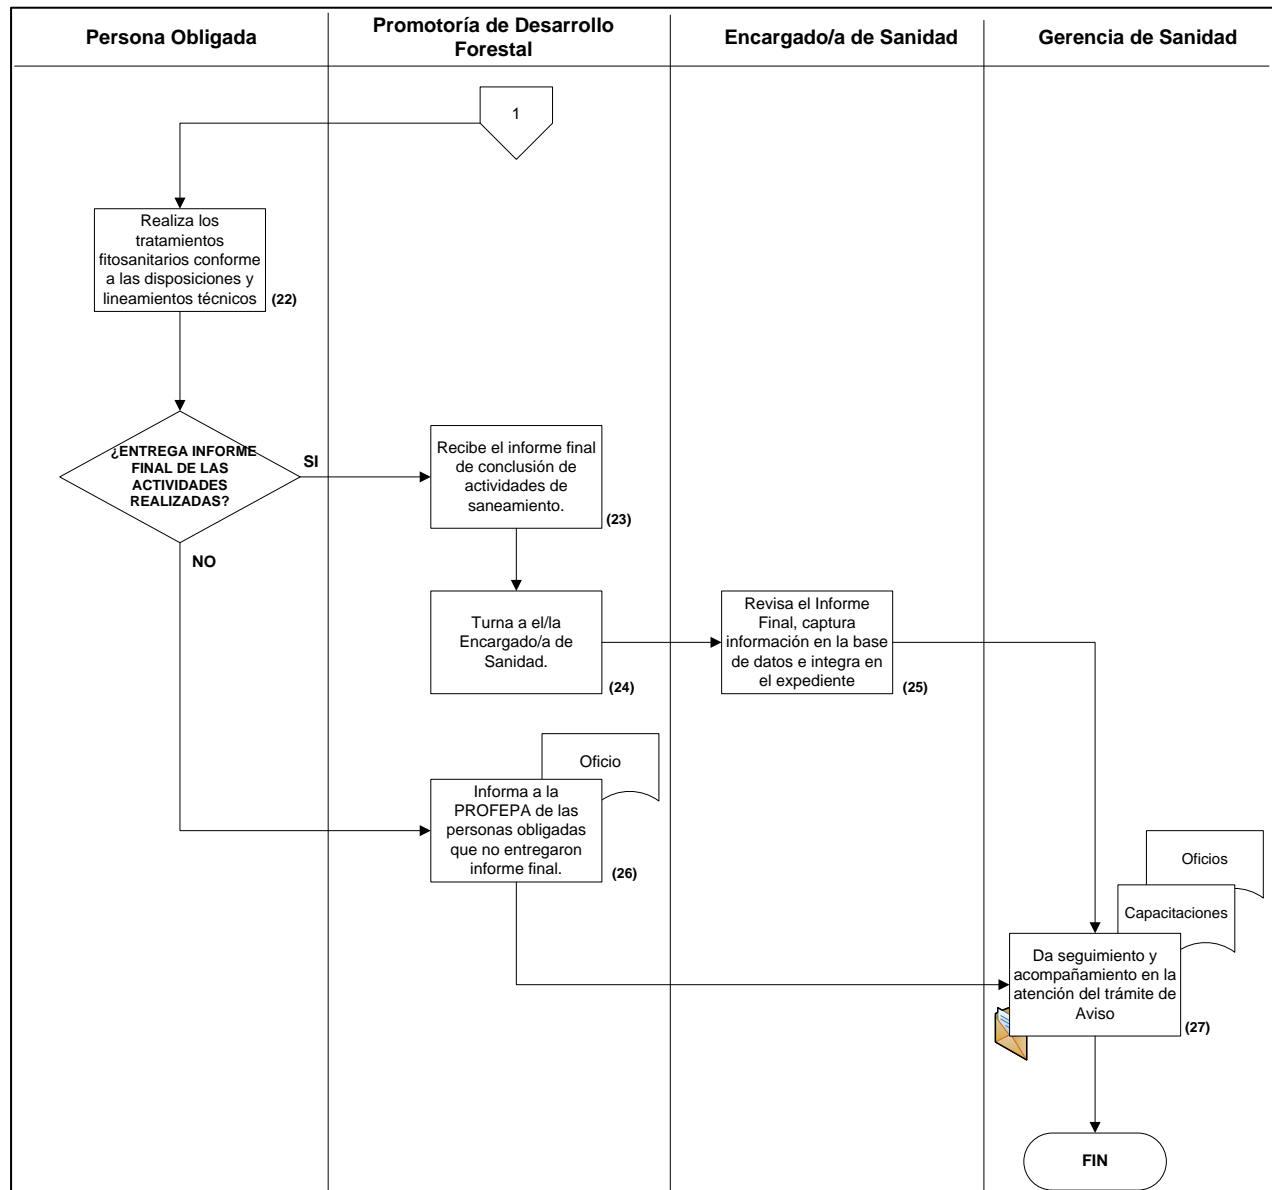 Persona Obligada
Promotoría de Desarrollo
Forestal
Encargado/a de Sanidad
Gerencia de Sanidad
1
Realiza los
tratamientos
fitosanitarios conforme
a las disposiciones y
lineamientos técnicos
(22)
¿ENTREGA INFORME
FINAL DE LAS
ACTIVIDADES
REALIZADAS?
SI
NO
Recibe el informe final
de conclusión de
actividades de
saneamiento.
(23)
Turna a el/la
Encargado/a de
Sanidad.
(24)
Revisa el Informe
Final, captura
información en la base
de datos e integra en
el expediente
(25)
Oficio
Informa a la
PROFEPA de las
personas obligadas
que no entregaron
informe final.
(26)
Oficios
Capacitaciones
Da seguimiento y
acompañamiento en la
atención del trámite de
Aviso
(27)
FIN